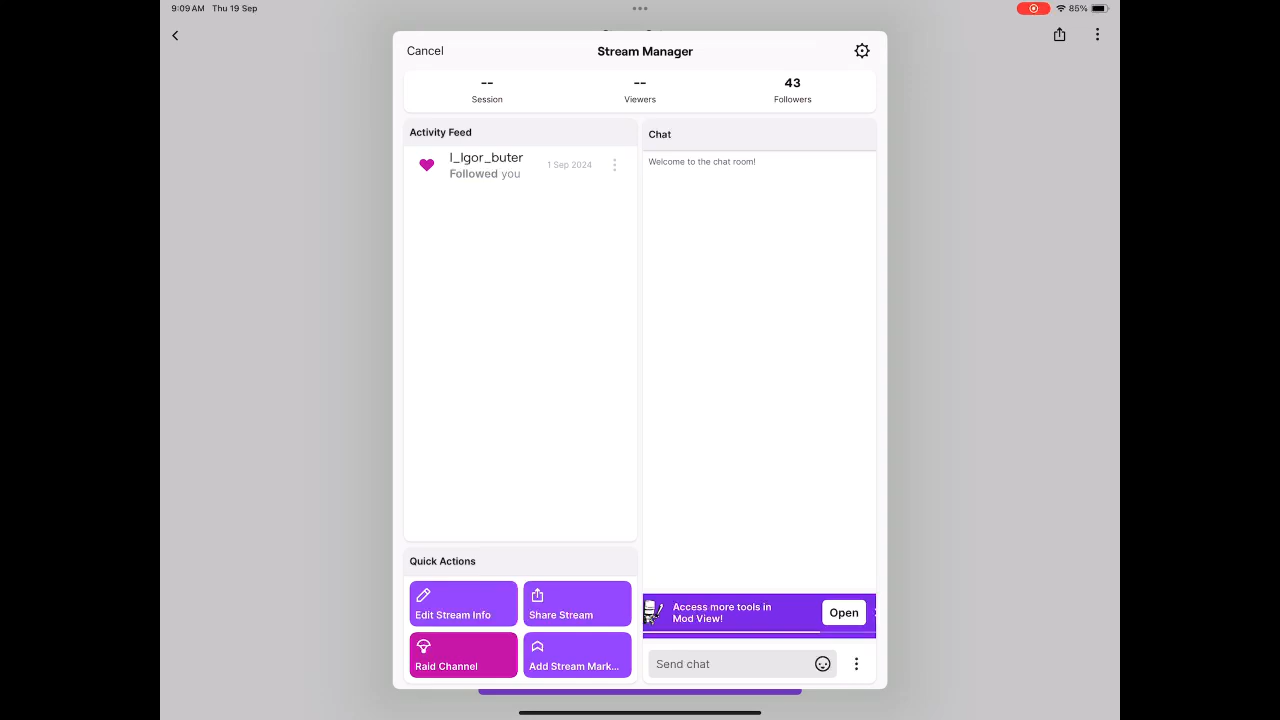 9:09 AM Thu 19 Sep
85%
Cancel
Stream Manager
--
Session
--
Viewers
43
Followers
Activity Feed
l_Igor_buter
Followed you
1 Sep 2024
Chat
Welcome to the chat room!
Quick Actions
Edit Stream Info
Share Stream
Raid Channel
Add Stream Mark...
Access more tools in
Mod View!
Open
Send chat